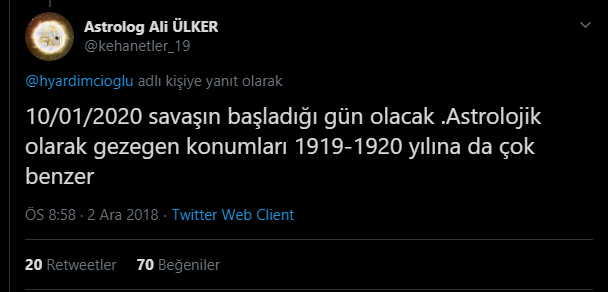 Astrolog Ali ÜLKER
@kehanetler_19
@hyardimcioglu adlı kişiye yanıt olarak
10/01/2020 savaşın başladığı gün olacak .Astrolojik
olarak gezegen konumları 1919-1920 yılına da çok
benzer
ÖS 8:58 · 2 Ara 2018 · Twitter Web Client
20 Retweetler 70 Beğeniler